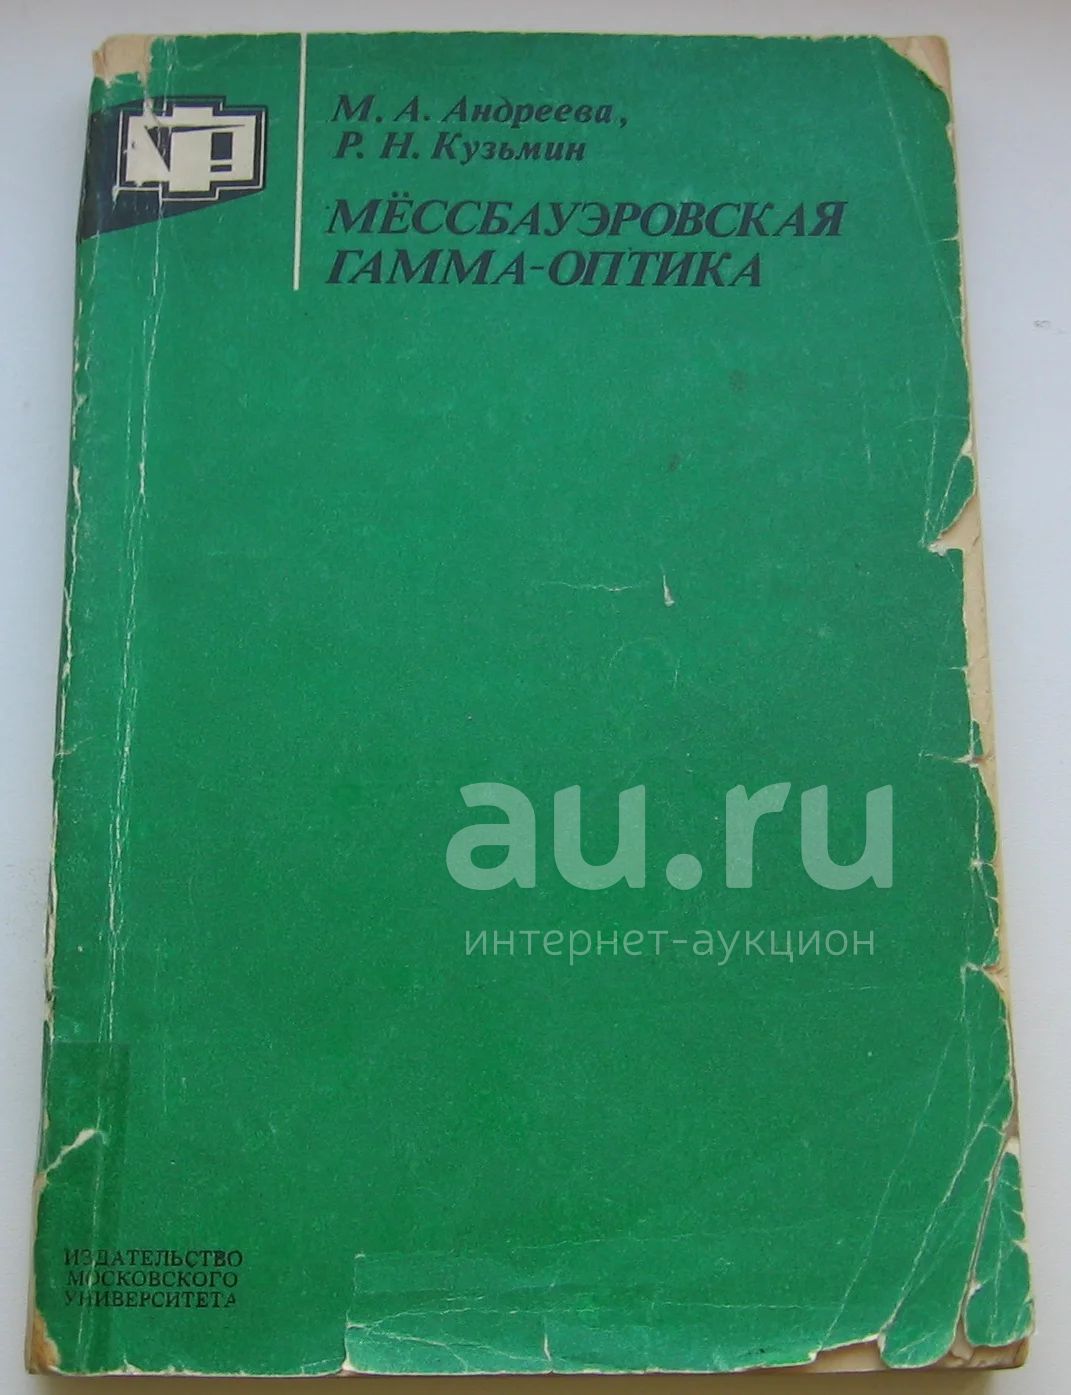 М. А. Андреева,
Р. Н. Кузьмин
МЁССБАУЭРОВСКАЯ
ГАММА-ОПТИКА
au.ru
интернет-аукцион
ИЗДАТЕЛЬСТВО
МОСКОВСКОГО
УНИВЕРСИТЕТА